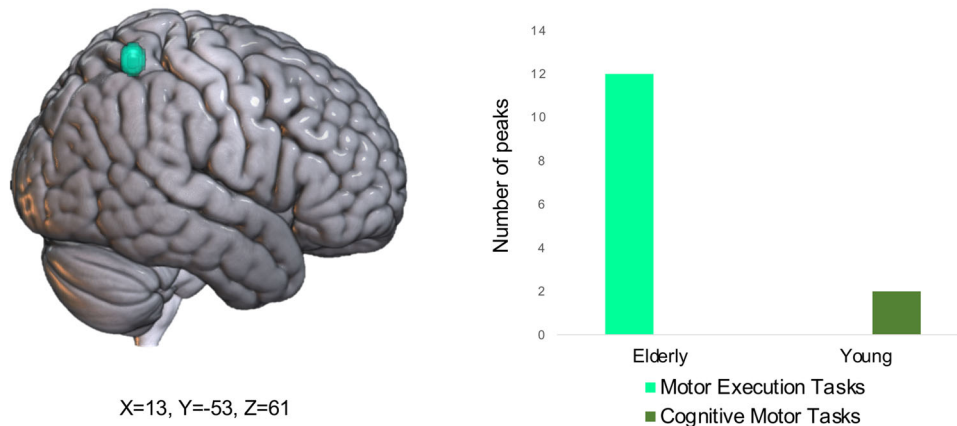 X=13, Y=-53, Z=61
Number of peaks
14
12
10
8
6
4
2
0
Elderly Young
Motor Execution Tasks
Cognitive Motor Tasks